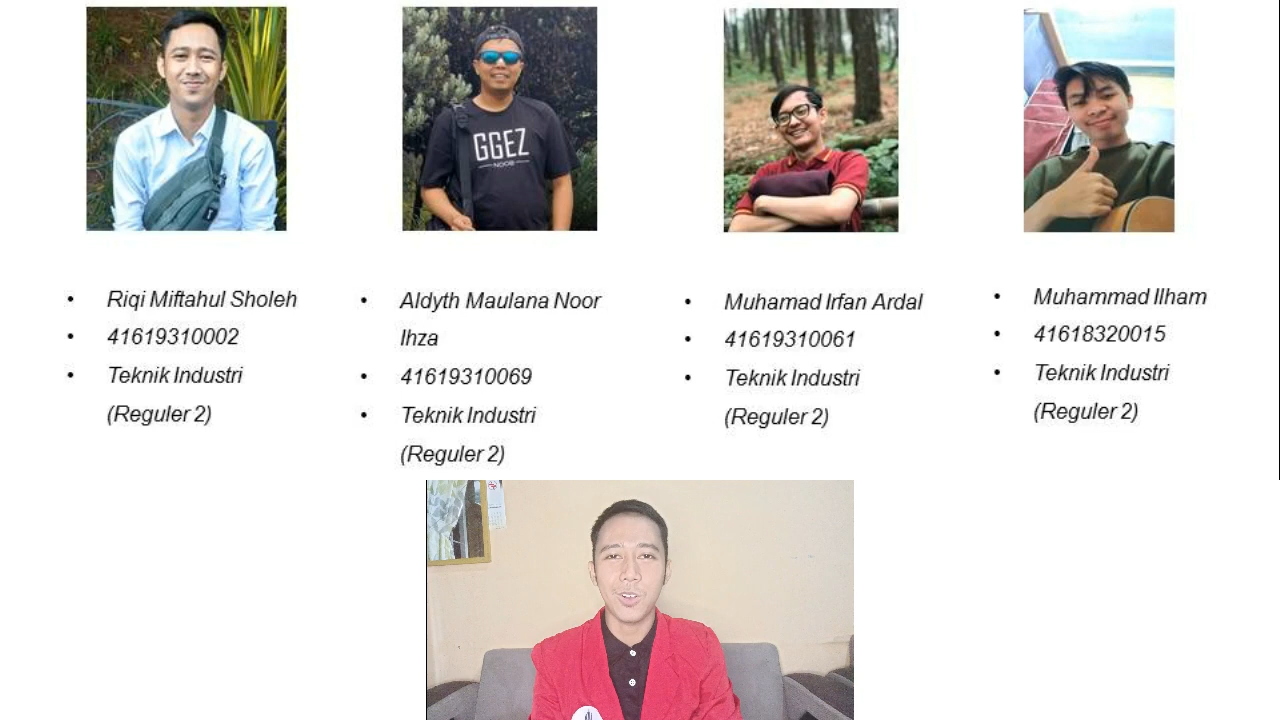 GGEZ
NOOB
• Riqi Miftahul Sholeh
• 41619310002
• Teknik Industri
(Reguler 2)
• Aldyth Maulana Noor
Ihza
• 41619310069
• Teknik Industri
(Reguler 2)
• Muhamad Irfan Ardal
• 41619310061
• Teknik Industri
(Reguler 2)
• Muhammad Ilham
• 41618320015
• Teknik Industri
(Reguler 2)